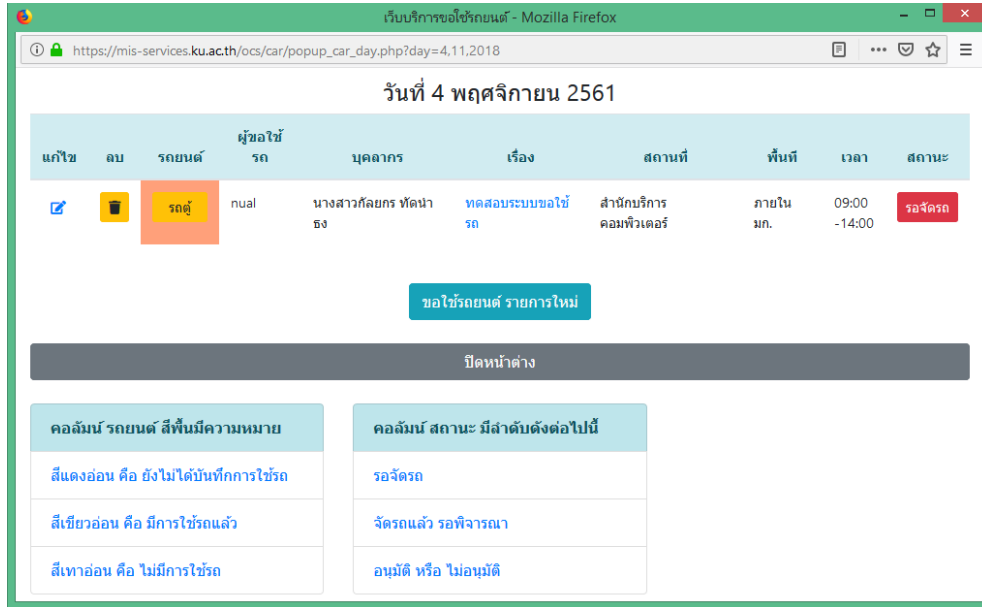 เว็บบริการขอใช้รถยนต์ - Mozilla Firefox
https://mis-services.ku.ac.th/ocs/car/popup_car_day.php?day=4,11,2018
วันที่ 4 พฤศจิกายน 2561
แก้ไข ลบ รถยนต์ ผู้ขอใช้ บุคลากร เรื่อง สถานที่ พื้นที่ เวลา สถานะ
รถ
รถตู้ nual นางสาวกัลยกร ทัดนำ ทดสอบระบบขอใช้ สำนักบริการ ภายใน 09:00 รอจัดรถ
ธง รถ คอมพิวเตอร์ มก. -14:00
ขอใช้รถยนต์ รายการใหม่
ปิดหน้าต่าง
คอลัมน์ รถยนต์ สีพื้นมีความหมาย
สีแดงอ่อน คือ ยังไม่ได้บันทึกการใช้รถ
สีเขียวอ่อน คือ มีการใช้รถแล้ว
สีเทาอ่อน คือ ไม่มีการใช้รถ
คอลัมน์ สถานะ มีลำดับดังต่อไปนี้
รอจัดรถ
จัดรถแล้ว รอพิจารณา
อนุมัติ หรือ ไม่อนุมัติ